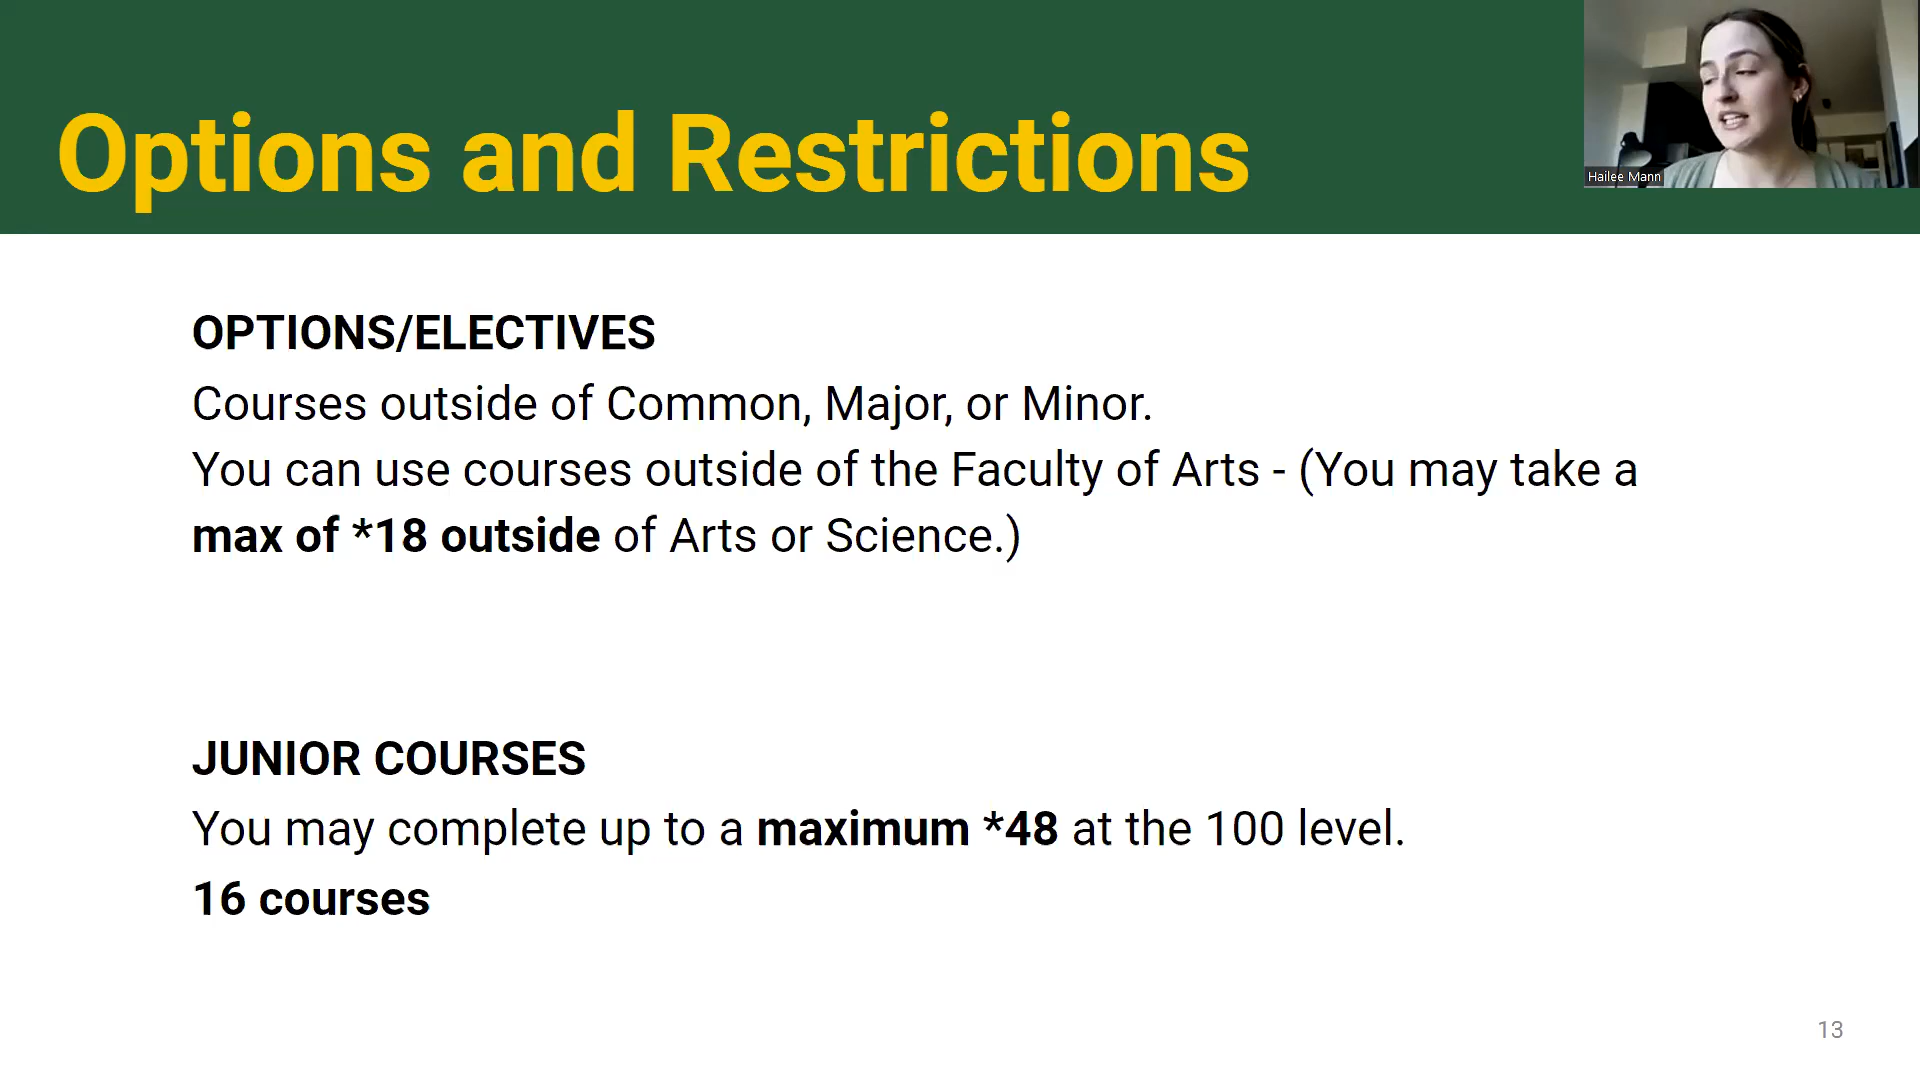 Options and Restrictions
Hailee Mann
OPTIONS/ELECTIVES
Courses outside of Common, Major, or Minor.
You can use courses outside of the Faculty of Arts - (You may take a
max of *18 outside of Arts or Science.)
JUNIOR COURSES
You may complete up to a maximum *48 at the 100 level.
16 courses
13